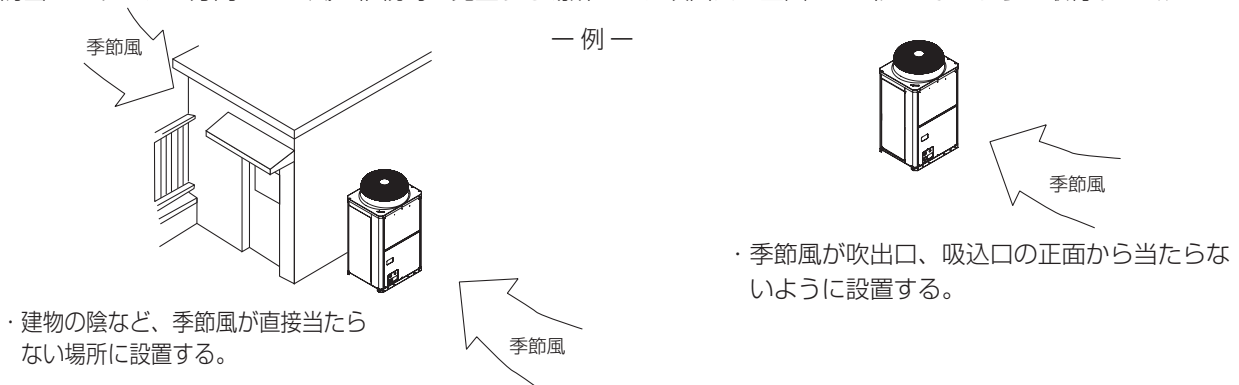 季節風
ー 例 ー
季節風
・建物の陰など、季節風が直接当たら
ない場所に設置する。
季節風
・季節風が吹出口、吸込口の正面から当たらな
いように設置する。